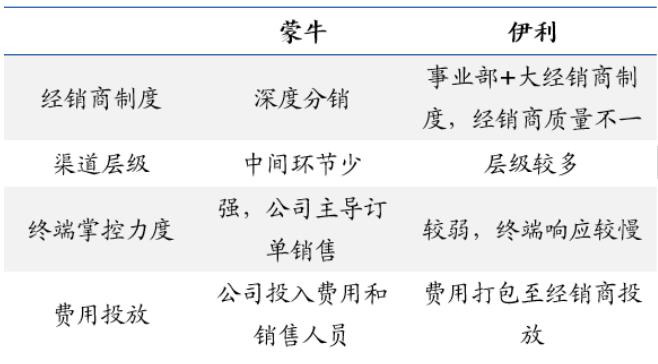 蒙牛 伊利
经销商制度 深度分销 事业部+大经销商制度，经销商质量不一
渠道层级 中间环节少 层级较多
终端掌控力度 强，公司主导订单销售 较弱，终端响应较慢
费用投放 公司投入费用和销售人员 费用打包至经销商投放